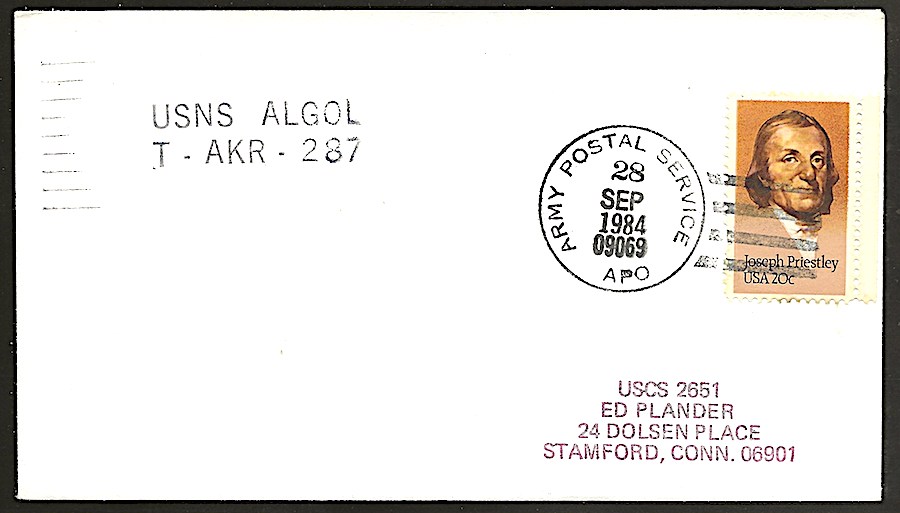 USNS ALGOL
T - AKR - 287
ARMY POSTAL SERVICE
28
SEP
1984
09069
APO
Joseph Priestley
USA 20c
USCS 2651
ED PLANDER
24 DOLSEN PLACE
STAMFORD, CONN. 06901